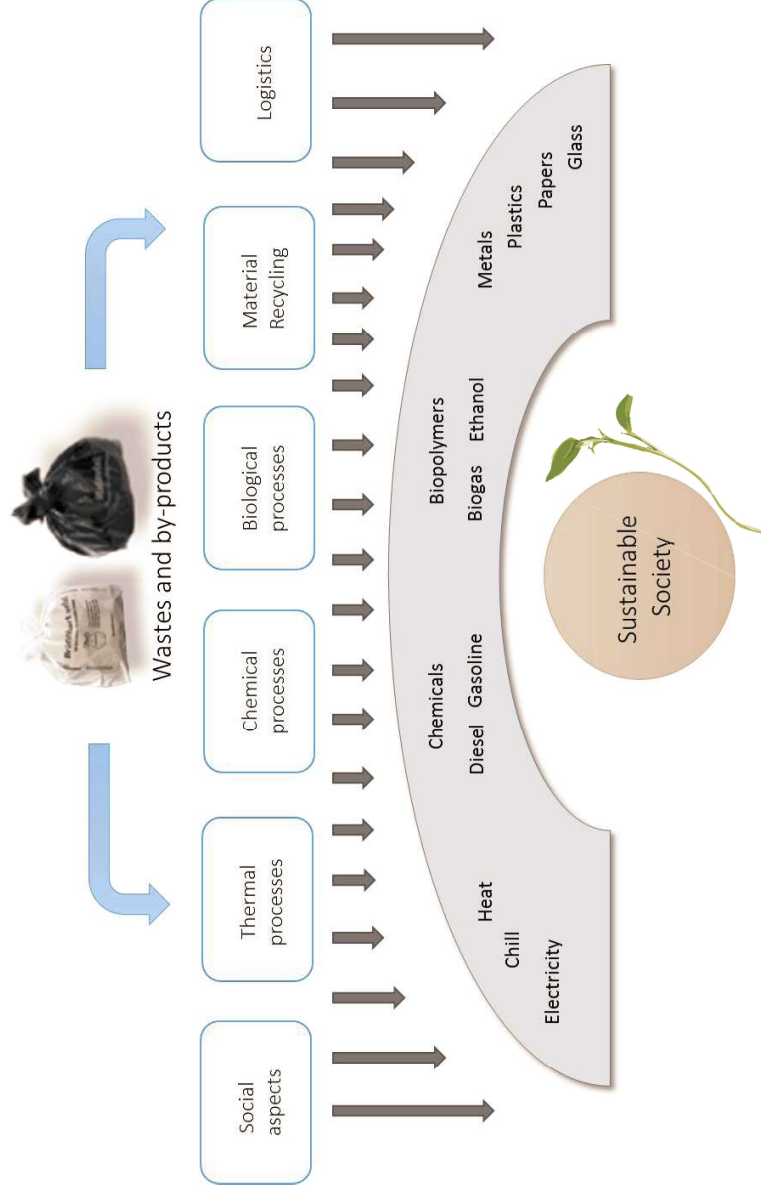 Wastes and by-products
Social
aspects
Thermal
processes
Chemical
processes
Biological
processes
Material
Recycling
Logistics
Heat
Chill
Electricity
Chemicals
Diesel Gasoline
Biopolymers
Biogas Ethanol
Metals
Plastics
Papers
Glass
Sustainable
Society